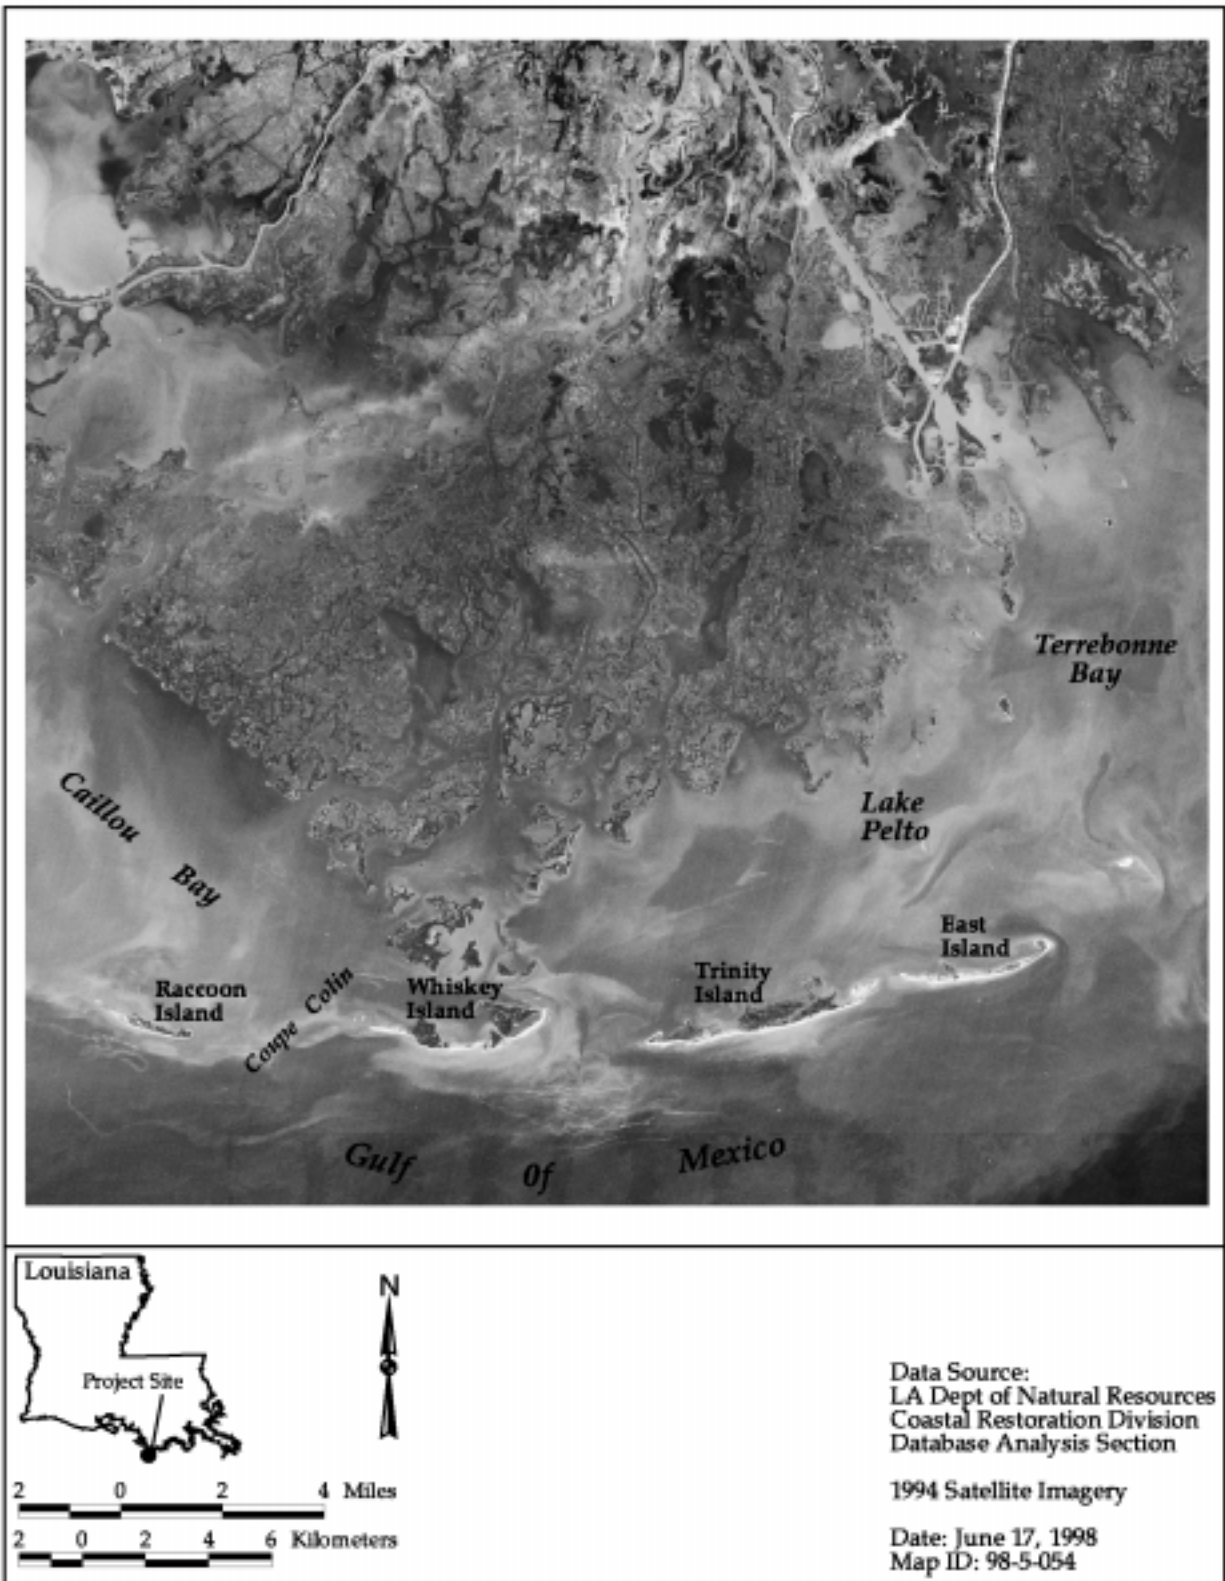 Terrebonne
Bay
Caillou
Bay
Lake
Pelto
East
Island
Trinity
Island
Whiskey
Island
Raccoon
Island
Coupe Colin
Gulf 0f Mexico
Louisiana
Project Site
N
2 0 2 4 Miles
2 0 2 4 6 Kilometers
Data Source:
LA Dept of Natural Resources
Coastal Restoration Division
Database Analysis Section
1994 Satellite Imagery
Date: June 17, 1998
Map ID: 98-5-054